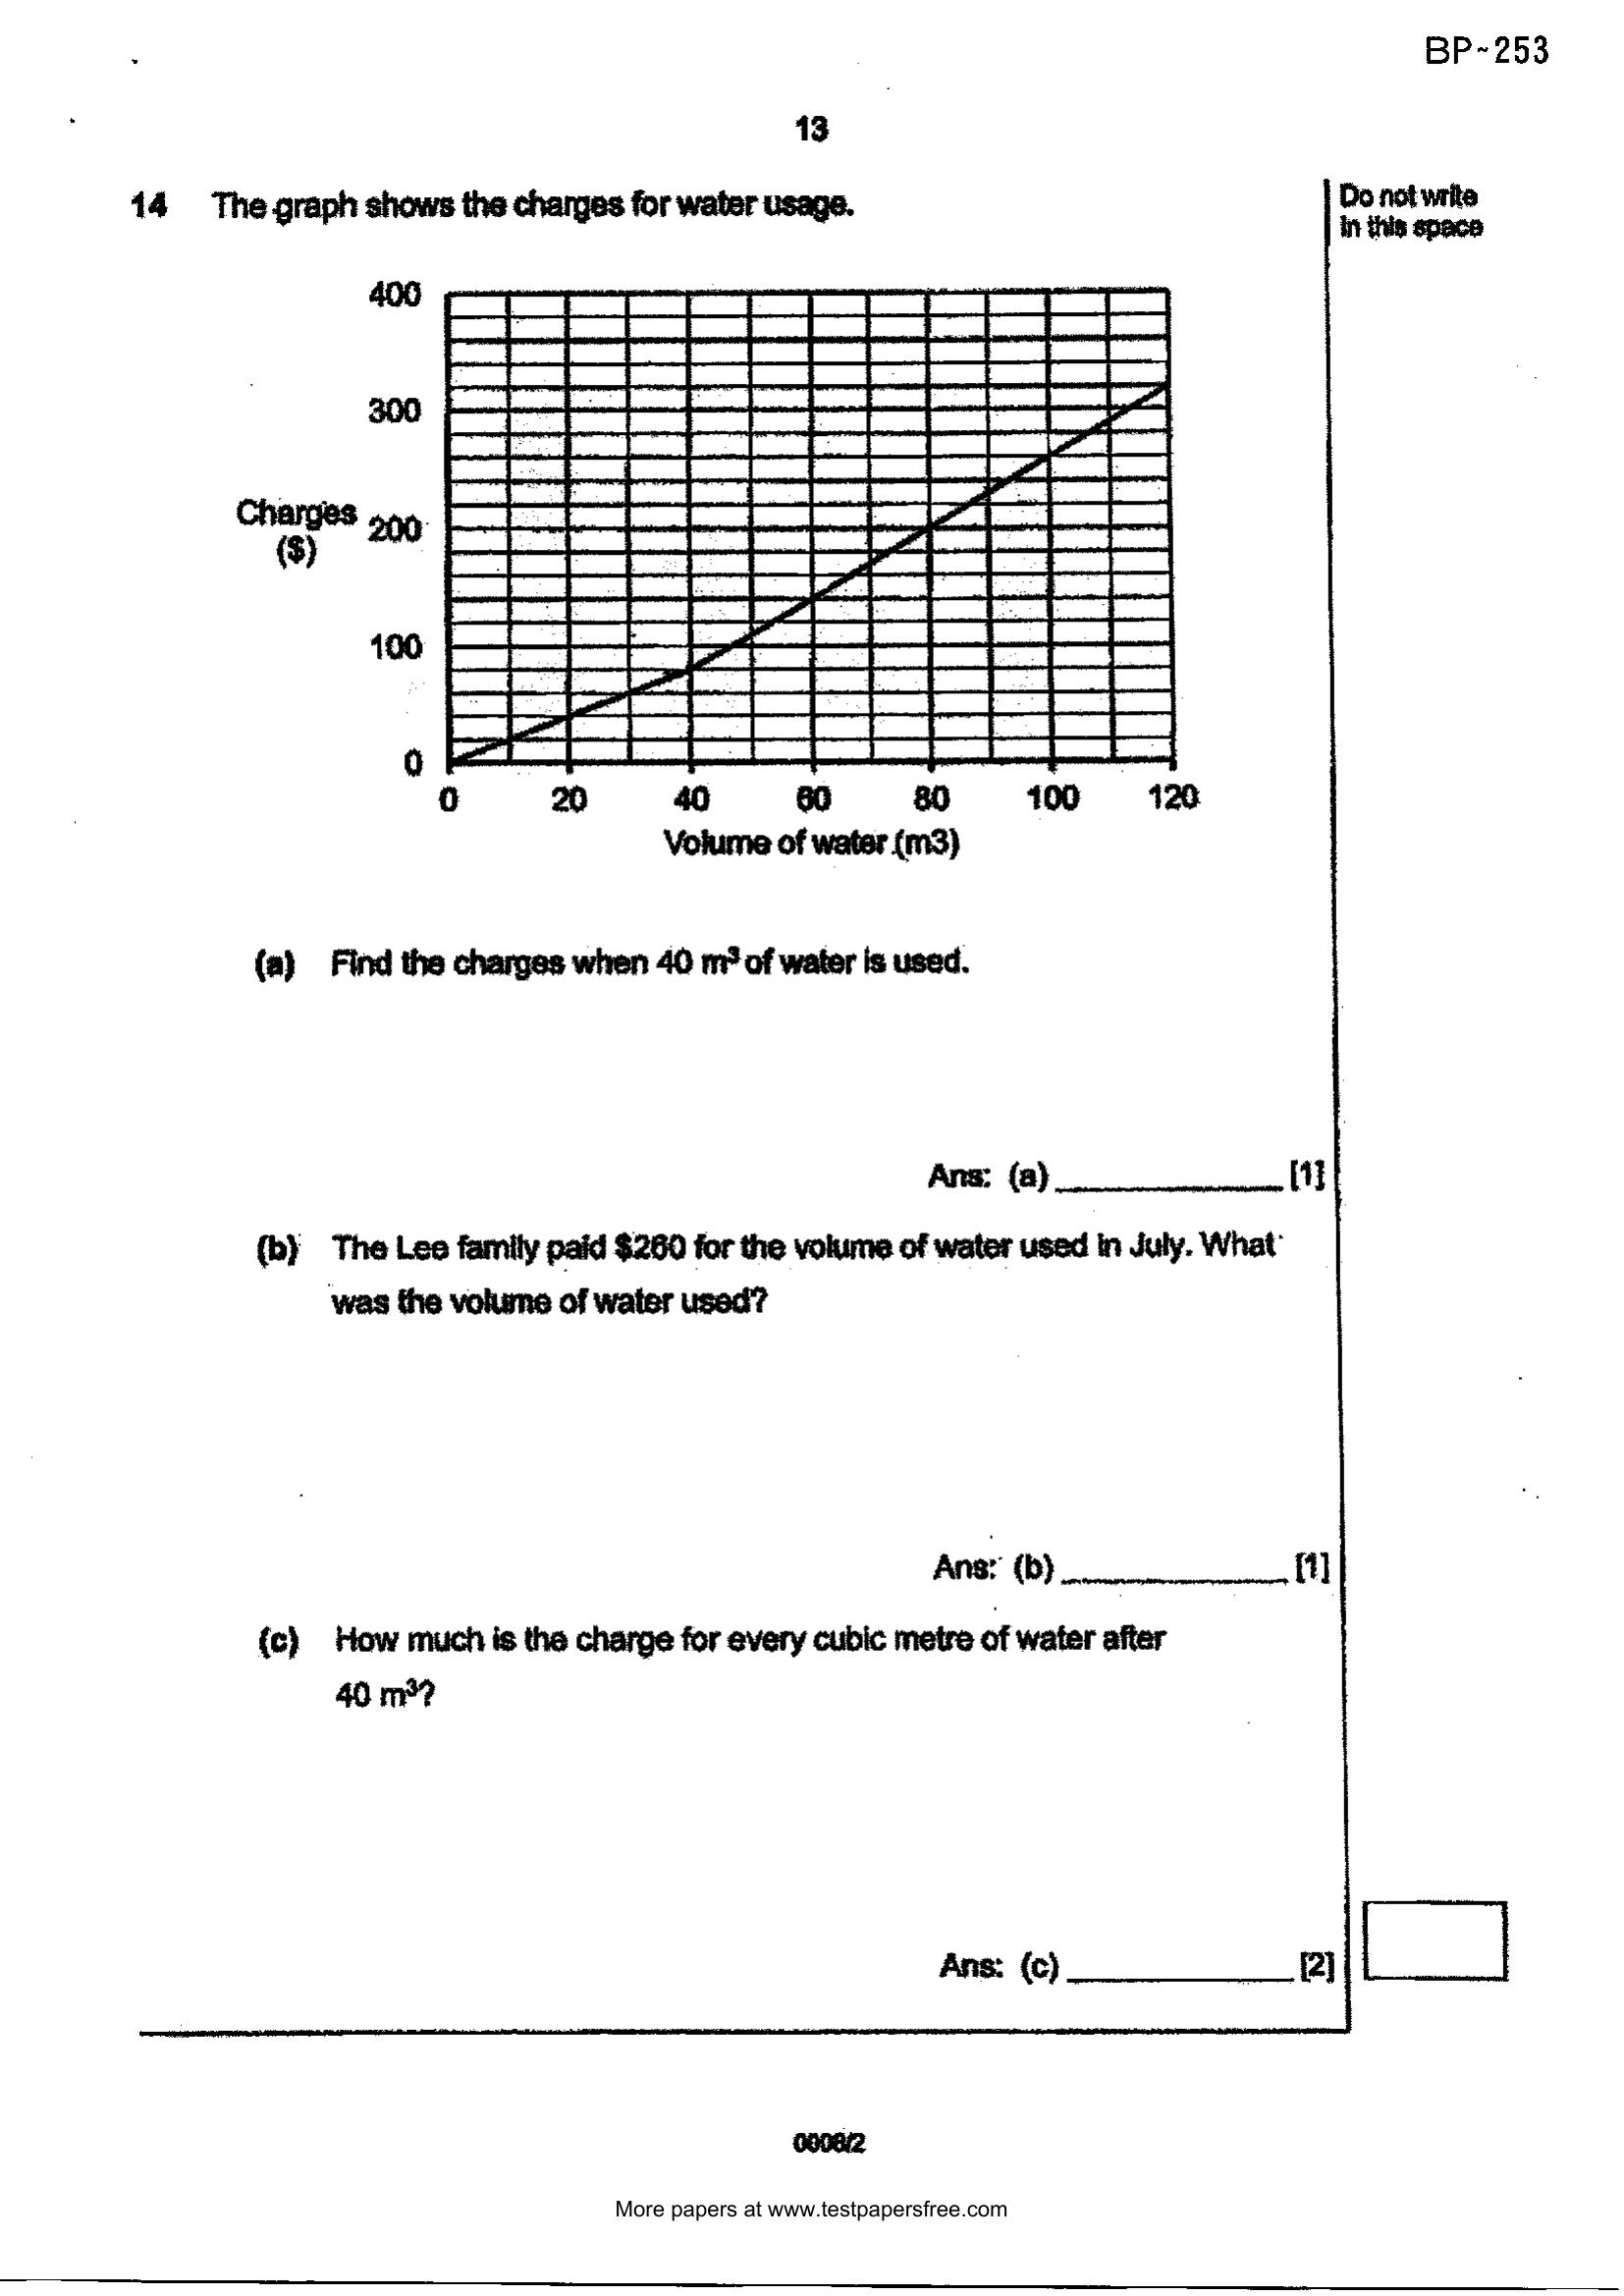 BP-253
13
14 The graph shows the charges for water usage.
Do not write
in this space
400
300
Charges
($)
200
100
0
0 20 40 60 80 100 120
Volume of water (m3)
(a) Find the charges when 40 m³ of water is used.
Ans: (a) ______________ [1]
(b) The Lee family paid $260 for the volume of water used in July. What
was the volume of water used?
Ans: (b) ______________ [1]
(c) How much is the charge for every cubic metre of water after
40 m³?
Ans: (c) ______________ [2]
0008/2
More papers at www.testpapersfree.com